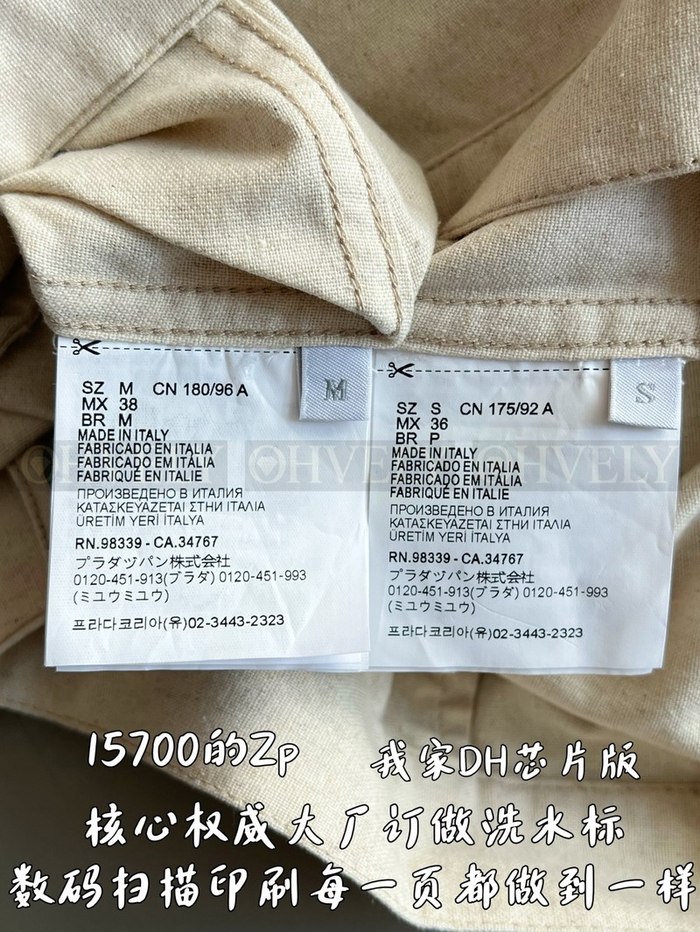 SZ M CN 180/96 A
MX 38
BR M
MADE IN ITALY
FABRICADO EN ITALIA
FABRICADO EM ITÁLIA
FABRIQUÉ EN ITALIE
ПРОИЗВЕДЕНО В ИТАЛИЯ
ΚΑΤΑΣΚΕΥΑΖΕΤΑΙ ΣΤΗΝ ΙΤΑΛΙΑ
ÜRETİM YERİ İTALYA
RN.98339 - CA.34767
プラダヅパン株式会社
0120-451-913(プラダ) 0120-451-993
(ミユウミユウ)
프라다코리아(유)02-3443-2323
M
SZ S CN 175/92 A
MX 36
BR P
MADE IN ITALY
FABRICADO EN ITALIA
FABRICADO EM ITÁLIA
FABRIQUÉ EN ITALIE
ПРОИЗВЕДЕНО В ИТАЛИЯ
ΚΑΤΑΣΚΕΥΑΖΕΤΑΙ ΣΤΗΝ ΙΤΑΛΙΑ
ÜRETİM YERİ İTALYA
RN.98339 - CA.34767
プラダヅパン株式会社
0120-451-913(プラダ) 0120-451-993
(ミユウミユウ)
프라다코리아(유)02-3443-2323
S
OHVELY OHVELY OHVELY
15700的Zp 我家DH芯片版
核心权威大厂订做洗水标
数码扫描印刷每一页都做到一样